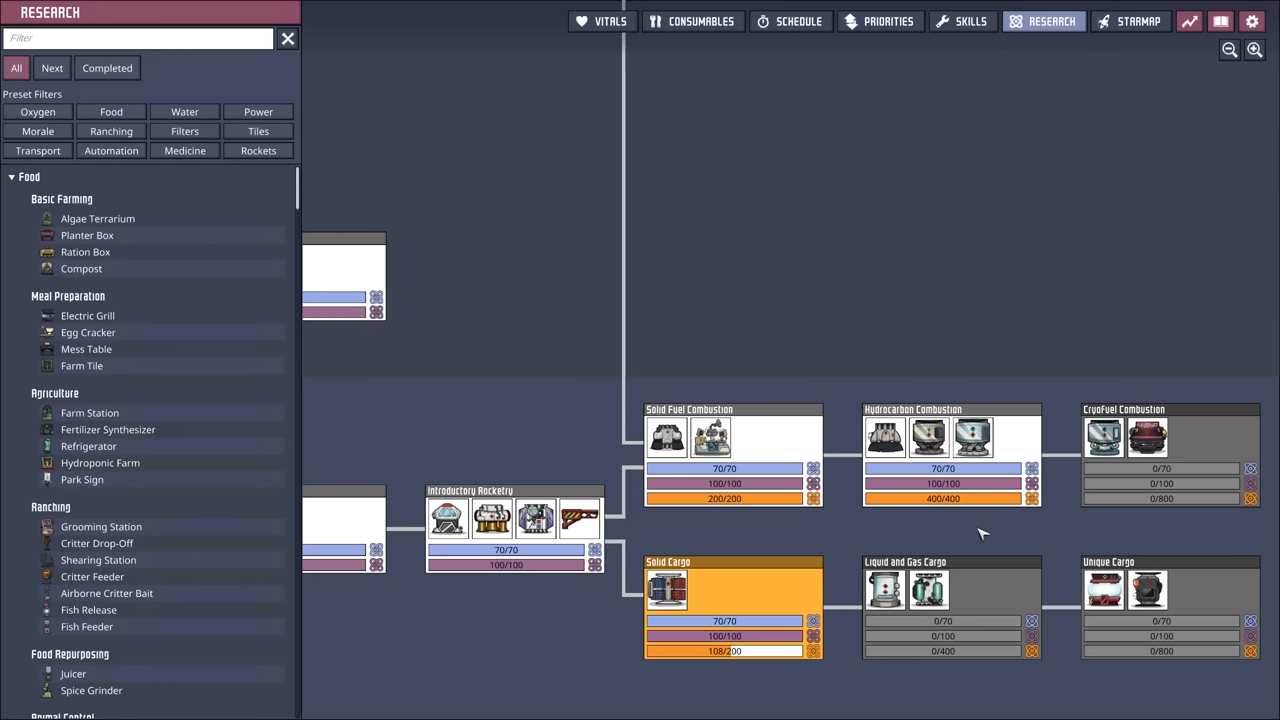 RESEARCH
VITALS CONSUMABLES SCHEDULE PRIORITIES SKILLS RESEARCH STARMAP
Filter
All Next Completed
Preset Filters
Oxygen Food Water Power
Morale Ranching Filters Tiles
Transport Automation Medicine Rockets
Food
Basic Farming
Algae Terrarium
Planter Box
Ration Box
Compost
Meal Preparation
Electric Grill
Egg Cracker
Mess Table
Farm Tile
Agriculture
Farm Station
Fertilizer Synthesizer
Refrigerator
Hydroponic Farm
Park Sign
Ranching
Grooming Station
Critter Drop-Off
Shearing Station
Critter Feeder
Airborne Critter Bait
Fish Release
Fish Feeder
Food Repurposing
Juicer
Spice Grinder
Animal Control
Introductory Rocketry
70/70
100/100
Solid Fuel Combustion
70/70
100/100
200/200
Hydrocarbon Combustion
70/70
100/100
400/400
CryoFuel Combustion
0/70
0/100
0/800
Solid Cargo
70/70
100/100
108/200
Liquid and Gas Cargo
0/70
0/100
0/400
Unique Cargo
0/70
0/100
0/800